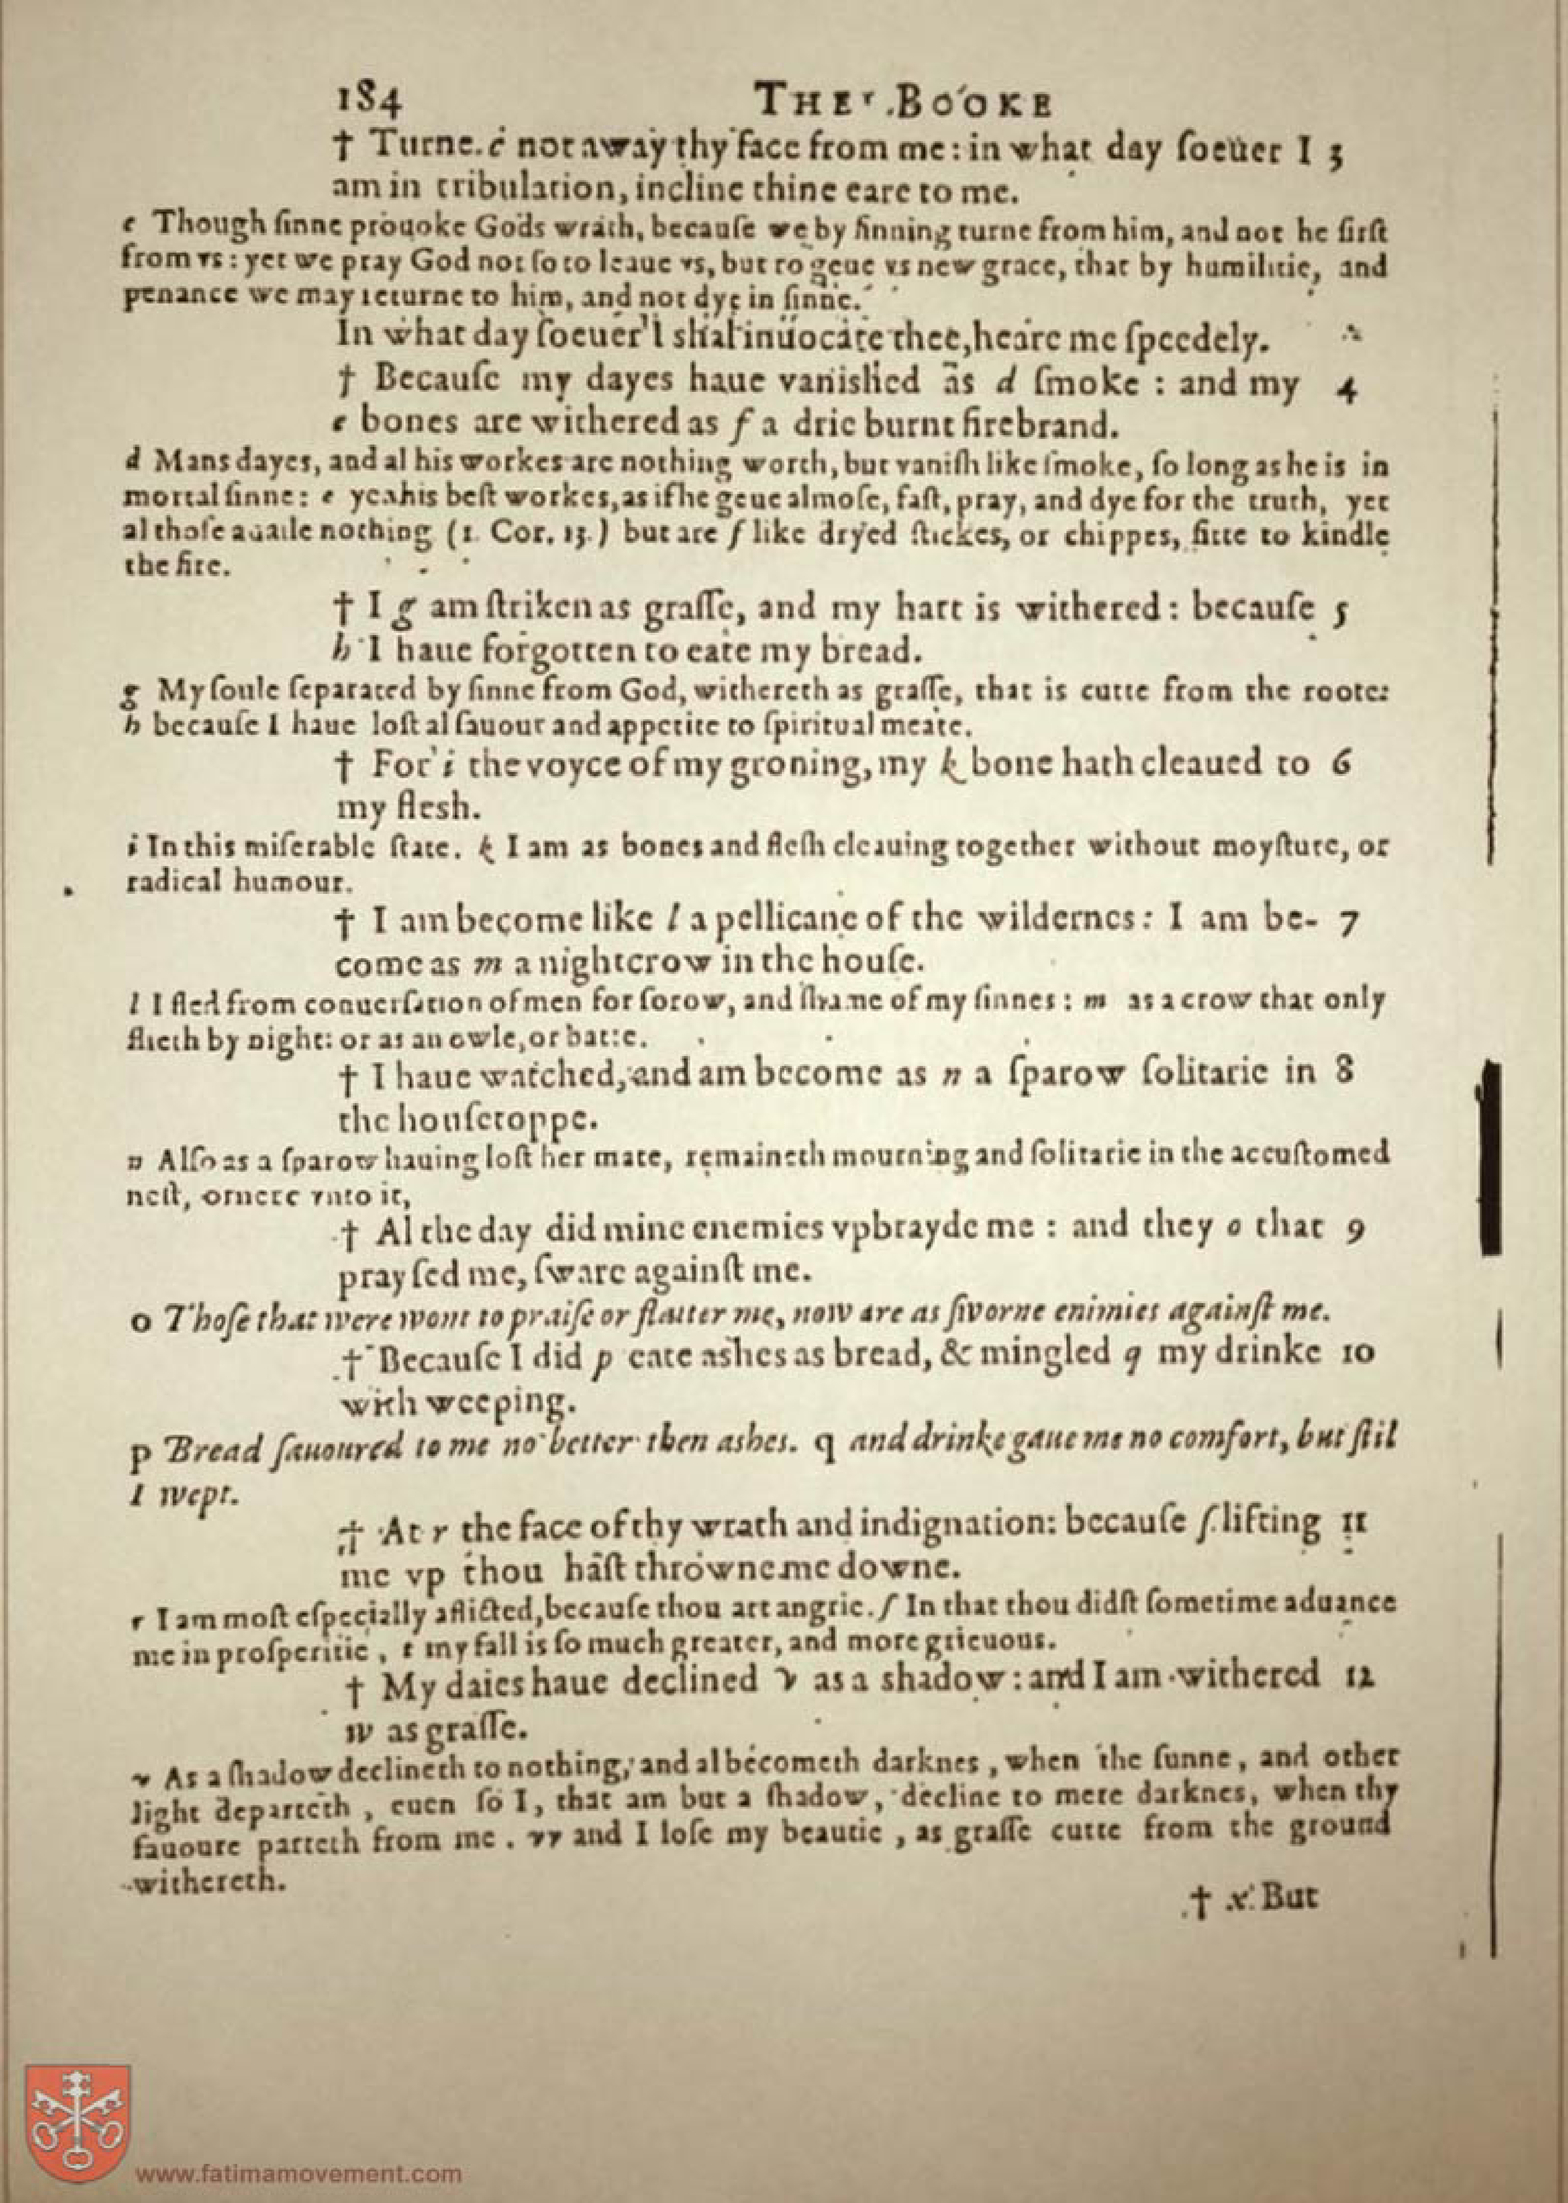 184 THE BOOKE
† Turne c not away thy face from me: in what day ſoeuer I 3
am in tribulation, incline thine eare to me.
c Though ſinne prouoke Gods wrath, becauſe we by ſinning turne from him, and not he firſt
from vs: yet we pray God not ſo to leaue vs, but to geue vs new grace, that by humilitie, and
penance we may returne to him, and not dye in ſinne.
In what day ſoeuer I shal inuocate thee, heare me ſpeedely. ∴
† Becauſe my dayes haue vanished as d ſmoke: and my 4
e bones are withered as f a drie burnt firebrand.
d Mans dayes, and al his workes are nothing worth, but vaniſh like ſmoke, ſo long as he is in
mortal ſinne: e yea his beſt workes, as if he geue almoſe, faſt, pray, and dye for the truth, yet
al thoſe auaile nothing (1. Cor. 13.) but are f like dryed ſtickes, or chippes, fitte to kindle
the fire.
† I g am ſtriken as graſſe, and my hart is withered: becauſe 5
h I haue forgotten to eate my bread.
g My ſoule ſeparated by ſinne from God, withereth as graſſe, that is cutte from the roote:
h becauſe I haue loſt al ſauour and appetite to ſpiritual meate.
† For i the voyce of my groning, my k bone hath cleaued to 6
my flesh.
i In this miſerable ſtate. k I am as bones and fleſh cleauing together without moyſture, or
radical humour.
† I am become like l a pellicane of the wildernes: I am be- 7
come as m a nightcrow in the houſe.
l I fled from conuerſation of men for ſorow, and ſhame of my ſinnes: m as a crow that only
flieth by night: or as an owle, or batte.
† I haue watched, and am become as n a ſparow ſolitarie in 8
the houſetoppe.
n Alſo as a ſparow hauing loſt her mate, remaineth mourning and ſolitarie in the accuſtomed
neſt, or nere vnto it,
† Al the day did mine enemies vpbrayde me: and they o that 9
prayſed me, ſware againſt me.
o Thoſe that were wont to praiſe or flatter me, now are as ſworne enimies againſt me.
† Becauſe I did p eate ashes as bread, & mingled q my drinke 10
with weeping.
p Bread ſauoured to me no better then ashes. q and drinke gaue me no comfort, but ſtil
I wept.
† At r the face of thy wrath and indignation: becauſe ſ lifting 11
me vp thou haſt throwne me downe.
r I am moſt eſpecially aflicted, becauſe thou art angrie. ſ In that thou didſt ſometime aduance
me in proſperitie, t my fall is ſo much greater, and more grieuous.
† My daies haue declined v as a shadow: and I am withered 12
w as graſſe.
v As a ſhadow declineth to nothing, and al becometh darknes, when the ſunne, and other
light departeth, euen ſo I, that am but a ſhadow, decline to mere darknes, when thy
fauoure parteth from me. vv and I loſe my beautie, as graſſe cutte from the ground
withereth.
† x But
www.fatimamovement.com